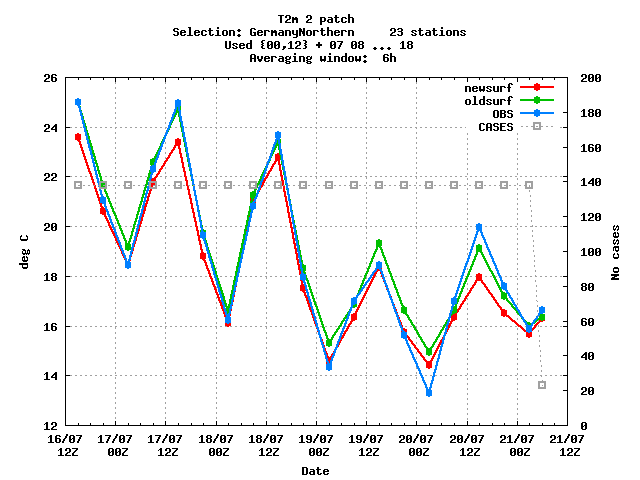 T2m 2 patch
Selection: GermanyNorthern 23 stations
Used {00,12} + 07 08 ... 18
Averaging window: 6h
newsurf
oldsurf
OBS
CASES
26
24
22
20
18
16
14
12
deg C
200
180
160
140
120
100
80
60
40
20
0
No cases
16/07 17/07 17/07 18/07 18/07 19/07 19/07 20/07 20/07 21/07 21/07
12Z 00Z 12Z 00Z 12Z 00Z 12Z 00Z 12Z 00Z 12Z
Date